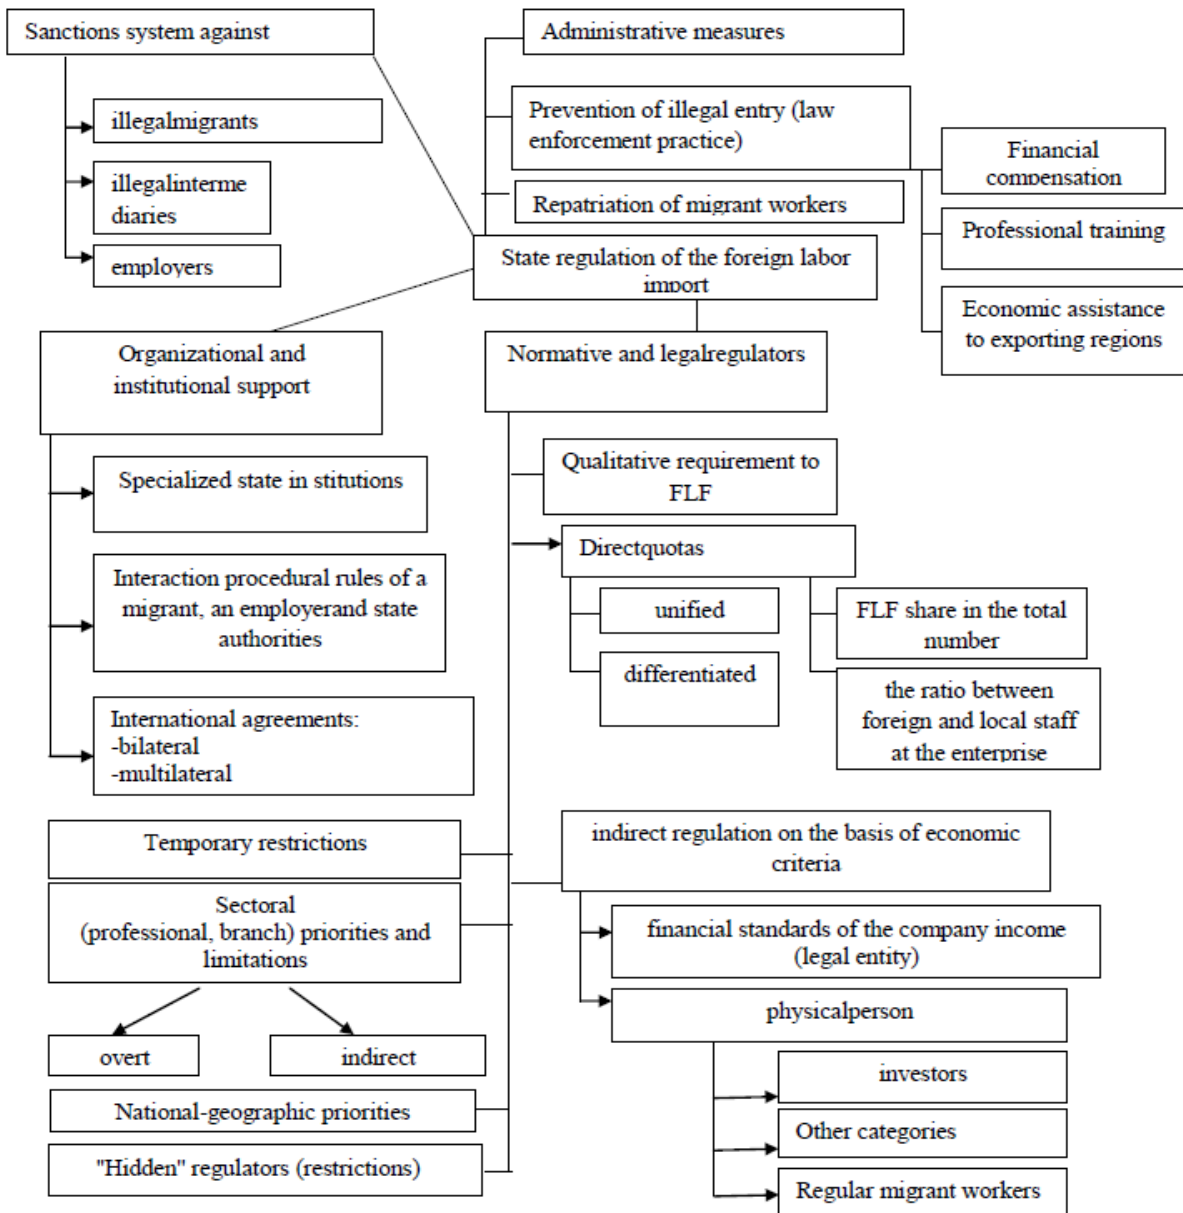 Sanctions system against
illegalmigrants
illegalinterme
diaries
employers
Administrative measures
Prevention of illegal entry (law
enforcement practice)
Repatriation of migrant workers
State regulation of the foreign labor
import
Financial
compensation
Professional training
Economic assistance
to exporting regions
Organizational and
institutional support
Specialized state in stitutions
Interaction procedural rules of a
migrant, an employerand state
authorities
International agreements:
-bilateral
-multilateral
Normative and legalregulators
Qualitative requirement to
FLF
Directquotas
unified
differentiated
FLF share in the total
number
the ratio between
foreign and local staff
at the enterprise
Temporary restrictions
Sectoral
(professional, branch) priorities and
limitations
overt
indirect
National-geographic priorities
"Hidden" regulators (restrictions)
indirect regulation on the basis of economic
criteria
financial standards of the company income
(legal entity)
physicalperson
investors
Other categories
Regular migrant workers